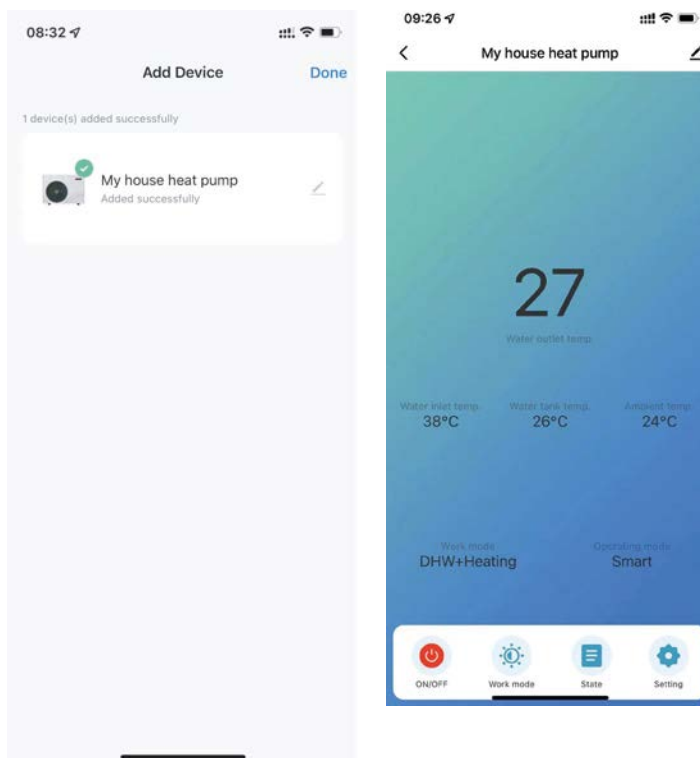 08:32
Add Device
Done
1 device(s) added successfully
My house heat pump
Added successfully
09:26
My house heat pump
27
Water outlet temp.
Water inlet temp.
Water tank temp.
Ambient temp.
38°C
26°C
24°C
Work mode
Operating mode
DHW+Heating
Smart
ON/OFF
Work mode
State
Setting